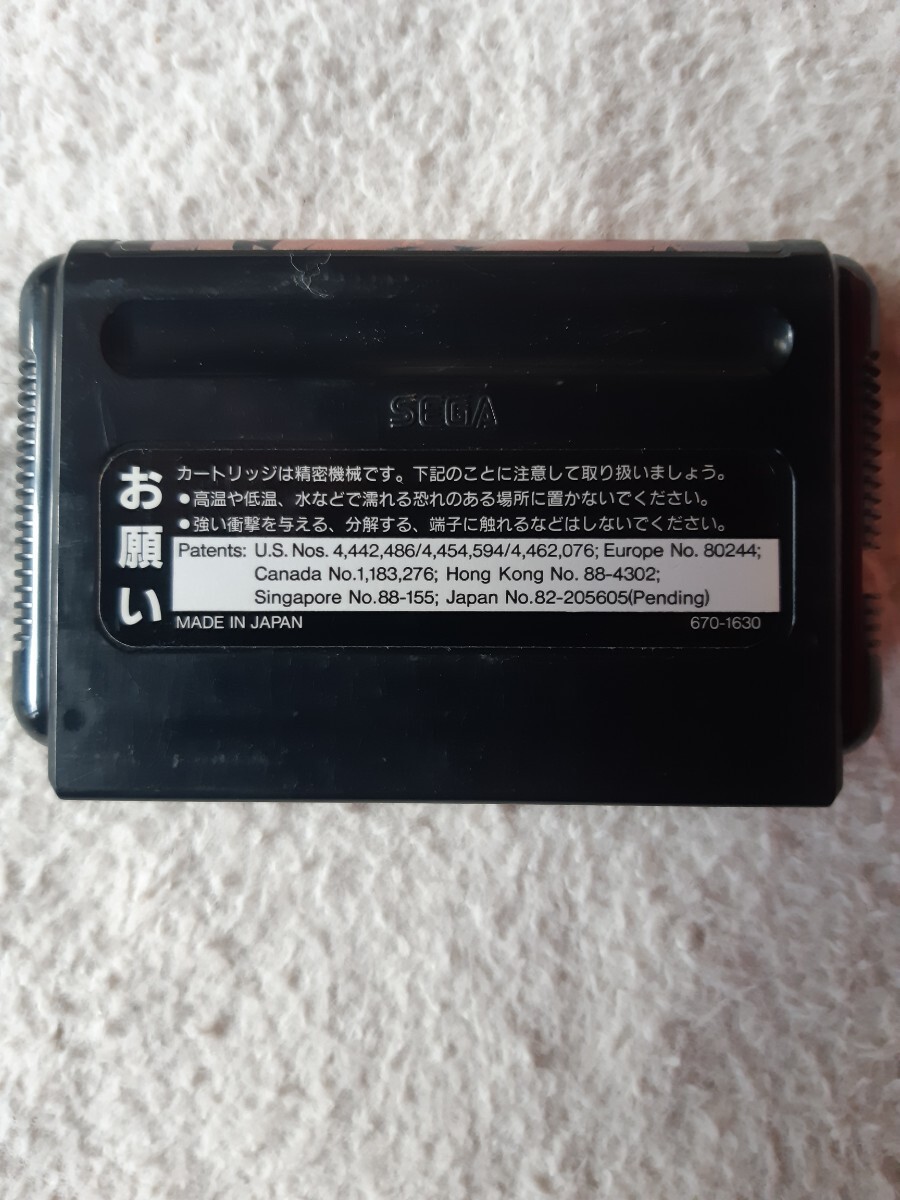 SEGA
お願い
カートリッジは精密機械です。下記のことに注意して取り扱いましょう。
●高温や低温、水などで濡れる恐れのある場所に置かないでください。
●強い衝撃を与える、分解する、端子に触れるなどはしないでください。
Patents: U.S. Nos. 4,442,486/4,454,594/4,462,076; Europe No. 80244;
Canada No.1,183,276; Hong Kong No. 88-4302;
Singapore No.88-155; Japan No.82-205605(Pending)
MADE IN JAPAN 670-1630